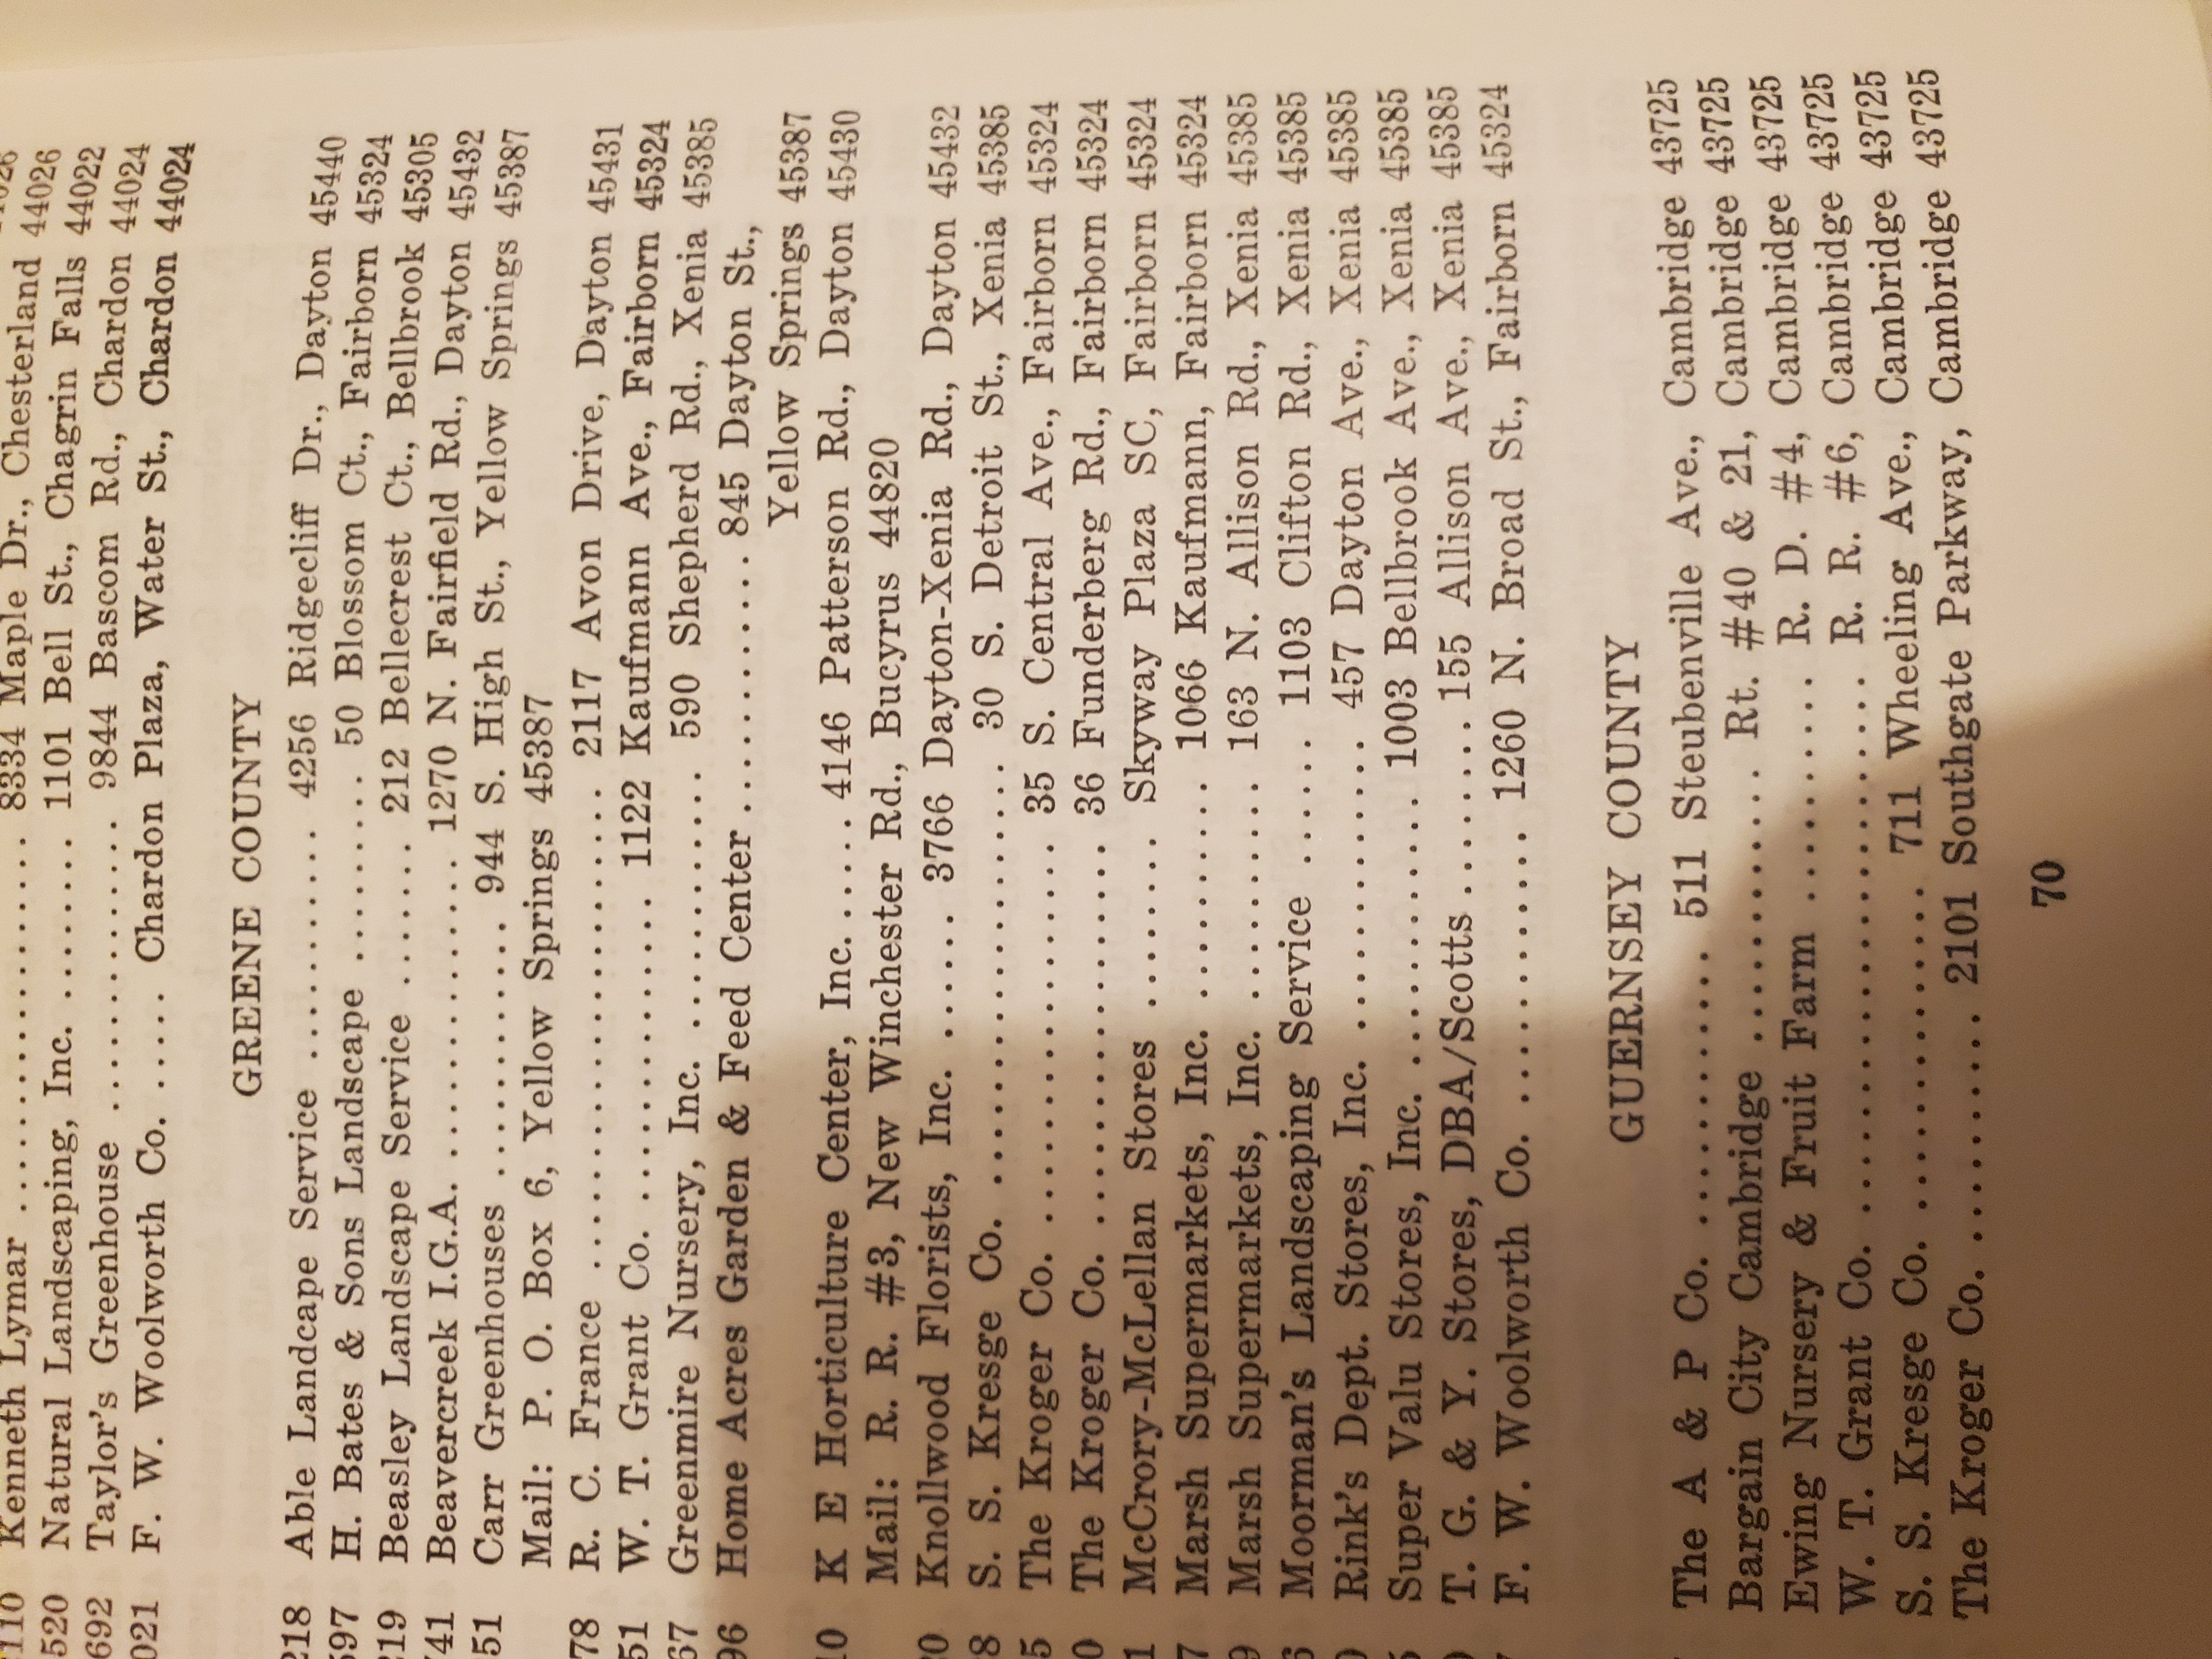 110 Kenneth Lymar .................... 8334 Maple Dr., Chesterland 44026
520 Natural Landscaping, Inc. ........ 1101 Bell St., Chagrin Falls 44022
692 Taylor's Greenhouse .............. 9844 Bascom Rd., Chardon 44024
021 F. W. Woolworth Co. ..... Chardon Plaza, Water St., Chardon 44024
GREENE COUNTY
218 Able Landcape Service ............ 4256 Ridgecliff Dr., Dayton 45440
597 H. Bates & Sons Landscape ........ 50 Blossom Ct., Fairborn 45324
219 Beasley Landscape Service ...... 212 Bellecrest Ct., Bellbrook 45305
741 Beavercreek I.G.A. .............. 1270 N. Fairfield Rd., Dayton 45432
51 Carr Greenhouses ............. 944 S. High St., Yellow Springs 45387
Mail: P. O. Box 6, Yellow Springs 45387
78 R. C. France ...................... 2117 Avon Drive, Dayton 45431
51 W. T. Grant Co. ............... 1122 Kaufmann Ave., Fairborn 45324
67 Greenmire Nursery, Inc. ............ 590 Shepherd Rd., Xenia 45385
96 Home Acres Garden & Feed Center .............. 845 Dayton St.,
Yellow Springs 45387
10 K E Horticulture Center, Inc. ..... 4146 Patterson Rd., Dayton 45430
Mail: R. R. #3, New Winchester Rd., Bucyrus 44820
Knollwood Florists, Inc. ....... 3766 Dayton-Xenia Rd., Dayton 45432
8 S. S. Kresge Co. .................. 30 S. Detroit St., Xenia 45385
5 The Kroger Co. ................ 35 S. Central Ave., Fairborn 45324
0 The Kroger Co. ................ 36 Funderberg Rd., Fairborn 45324
1 McCrory-McLellan Stores ....... Skyway Plaza SC, Fairborn 45324
7 Marsh Supermarkets, Inc. .......... 1066 Kaufmann, Fairborn 45324
9 Marsh Supermarkets, Inc. .......... 163 N. Allison Rd., Xenia 45385
6 Moorman's Landscaping Service ...... 1103 Clifton Rd., Xenia 45385
Rink's Dept. Stores, Inc. ............ 457 Dayton Ave., Xenia 45385
Super Valu Stores, Inc. ............ 1003 Bellbrook Ave., Xenia 45385
T. G. & Y. Stores, DBA/Scotts ........ 155 Allison Ave., Xenia 45385
F. W. Woolworth Co. .............. 1260 N. Broad St., Fairborn 45324
GUERNSEY COUNTY
The A & P Co. .............. 511 Steubenville Ave., Cambridge 43725
Bargain City Cambridge .............. Rt. #40 & 21, Cambridge 43725
Ewing Nursery & Fruit Farm ............ R. D. #4, Cambridge 43725
W. T. Grant Co. ......................... R. R. #6, Cambridge 43725
S. S. Kresge Co. ................ 711 Wheeling Ave., Cambridge 43725
The Kroger Co. ............. 2101 Southgate Parkway, Cambridge 43725
70